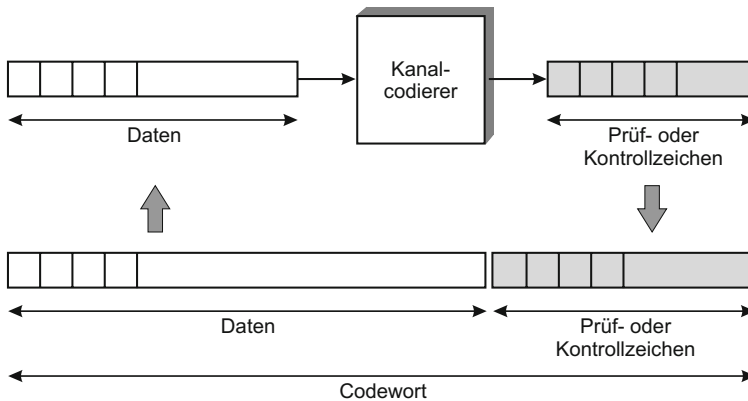 Kanal-
codierer
Daten
Prüf- oder
Kontrollzeichen
Daten
Prüf- oder
Kontrollzeichen
Codewort